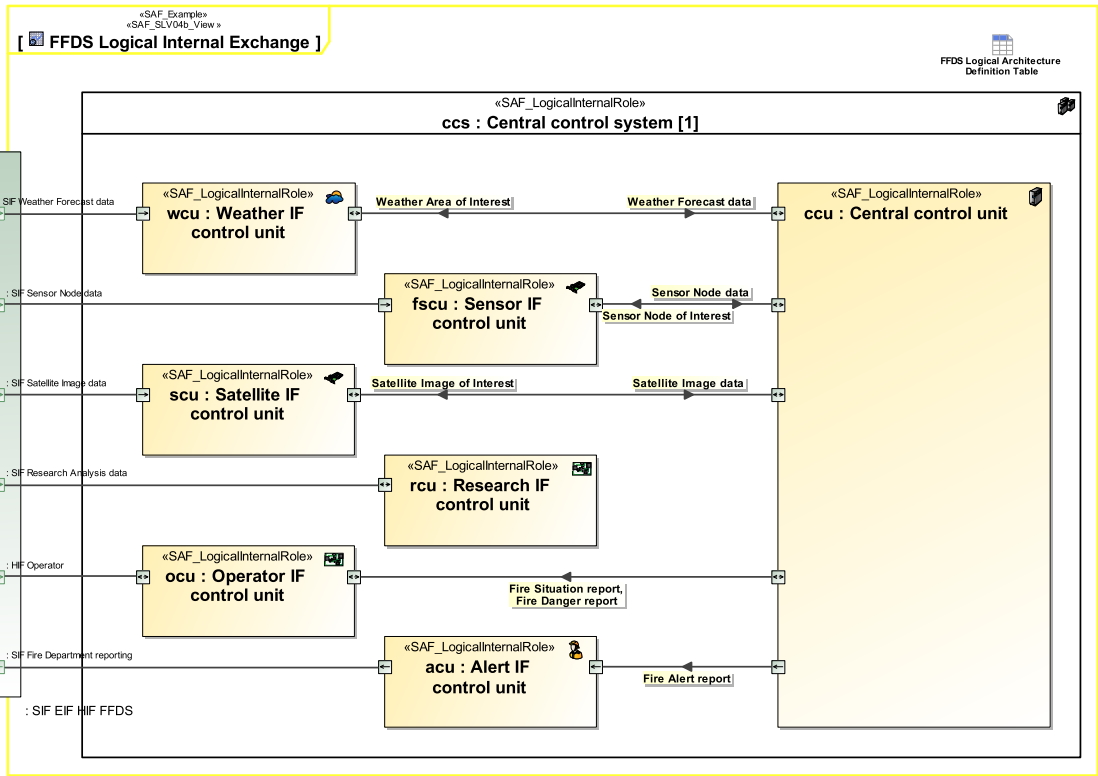 «SAF_Example»
«SAF_SLV04b_View »
[ FFDS Logical Internal Exchange ]
FFDS Logical Architecture
Definition Table
«SAF_LogicalInternalRole»
ccs : Central control system [1]
SIF Weather Forecast data
«SAF_LogicalInternalRole»
wcu : Weather IF
control unit
Weather Area of Interest
Weather Forecast data
«SAF_LogicalInternalRole»
ccu : Central control unit
: SIF Sensor Node data
«SAF_LogicalInternalRole»
fscu : Sensor IF
control unit
Sensor Node data
Sensor Node of Interest
: SIF Satellite Image data
«SAF_LogicalInternalRole»
scu : Satellite IF
control unit
Satellite Image of Interest
Satellite Image data
: SIF Research Analysis data
«SAF_LogicalInternalRole»
rcu : Research IF
control unit
: HIF Operator
«SAF_LogicalInternalRole»
ocu : Operator IF
control unit
Fire Situation report,
Fire Danger report
: SIF Fire Department reporting
«SAF_LogicalInternalRole»
acu : Alert IF
control unit
Fire Alert report
: SIF EIF HIF FFDS